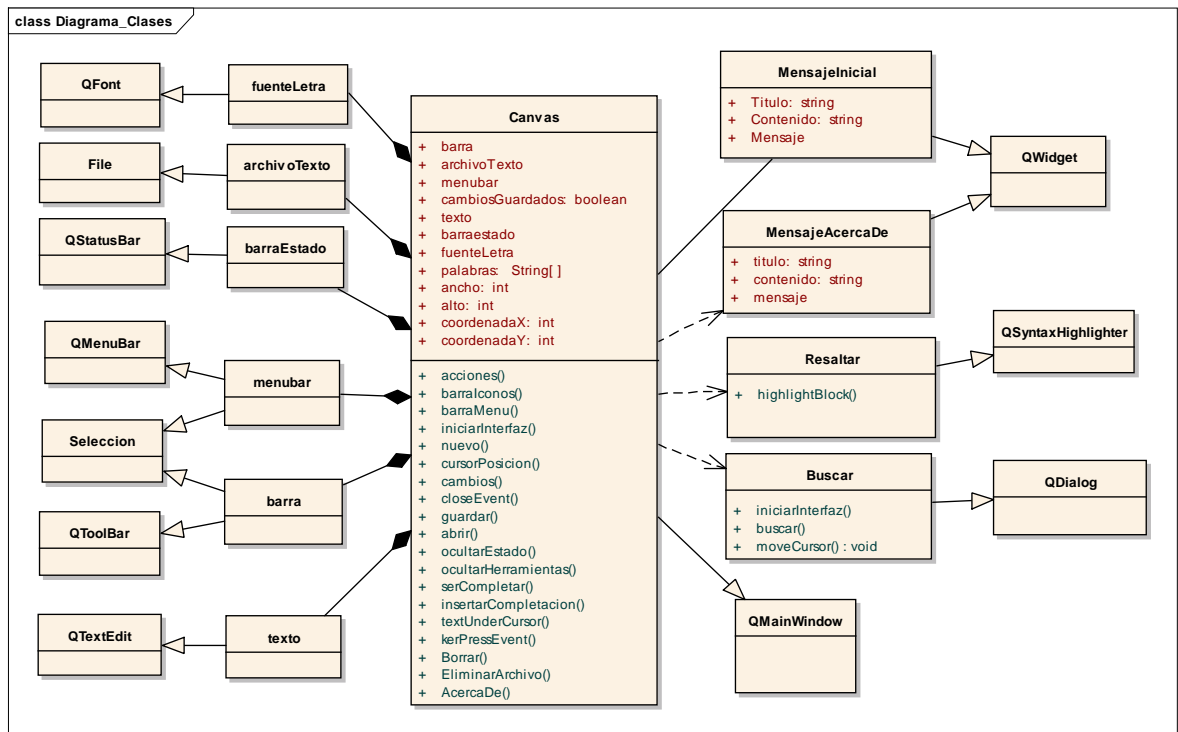 class Diagrama_Clases
QFont
fuenteLetra
File
archivoTexto
QStatusBar
barraEstado
QMenuBar
menubar
Seleccion
barra
QToolBar
QTextEdit
texto
Canvas
+ barra
+ archivoTexto
+ menubar
+ cambiosGuardados: boolean
+ texto
+ barraestado
+ fuenteLetra
+ palabras: String[ ]
+ ancho: int
+ alto: int
+ coordenadaX: int
+ coordenadaY: int
+ acciones()
+ barraIconos()
+ barraMenu()
+ iniciarInterfaz()
+ nuevo()
+ cursorPosicion()
+ cambios()
+ closeEvent()
+ guardar()
+ abrir()
+ ocultarEstado()
+ ocultarHerramientas()
+ serCompletar()
+ insertarCompletacion()
+ textUnderCursor()
+ kerPressEvent()
+ Borrar()
+ EliminarArchivo()
+ AcercaDe()
MensajeInicial
+ Titulo: string
+ Contenido: string
+ Mensaje
QWidget
MensajeAcercaDe
+ titulo: string
+ contenido: string
+ mensaje
QSyntaxHighlighter
Resaltar
+ highlightBlock()
Buscar
+ iniciarInterfaz()
+ buscar()
+ moveCursor() : void
QDialog
QMainWindow